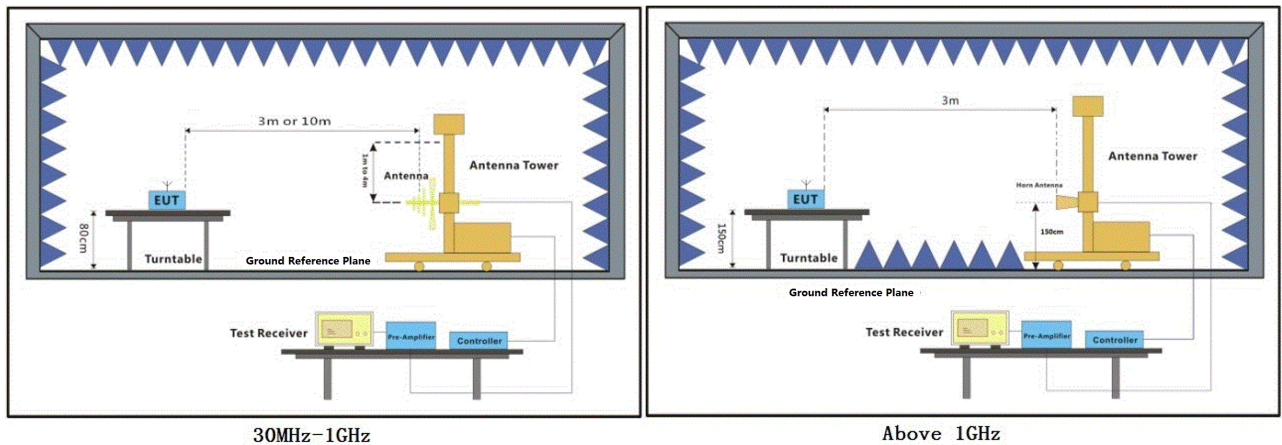 3m or 10m
1m to 4m
Antenna
Antenna Tower
EUT
80cm
Turntable
Ground Reference Plane
Test Receiver
Pre-Amplifier
Controller
30MHz-1GHz
3m
Antenna Tower
Horn Antenna
EUT
150cm
150cm
Turntable
Ground Reference Plane
Test Receiver
Pre-Amplifier
Controller
Above 1GHz